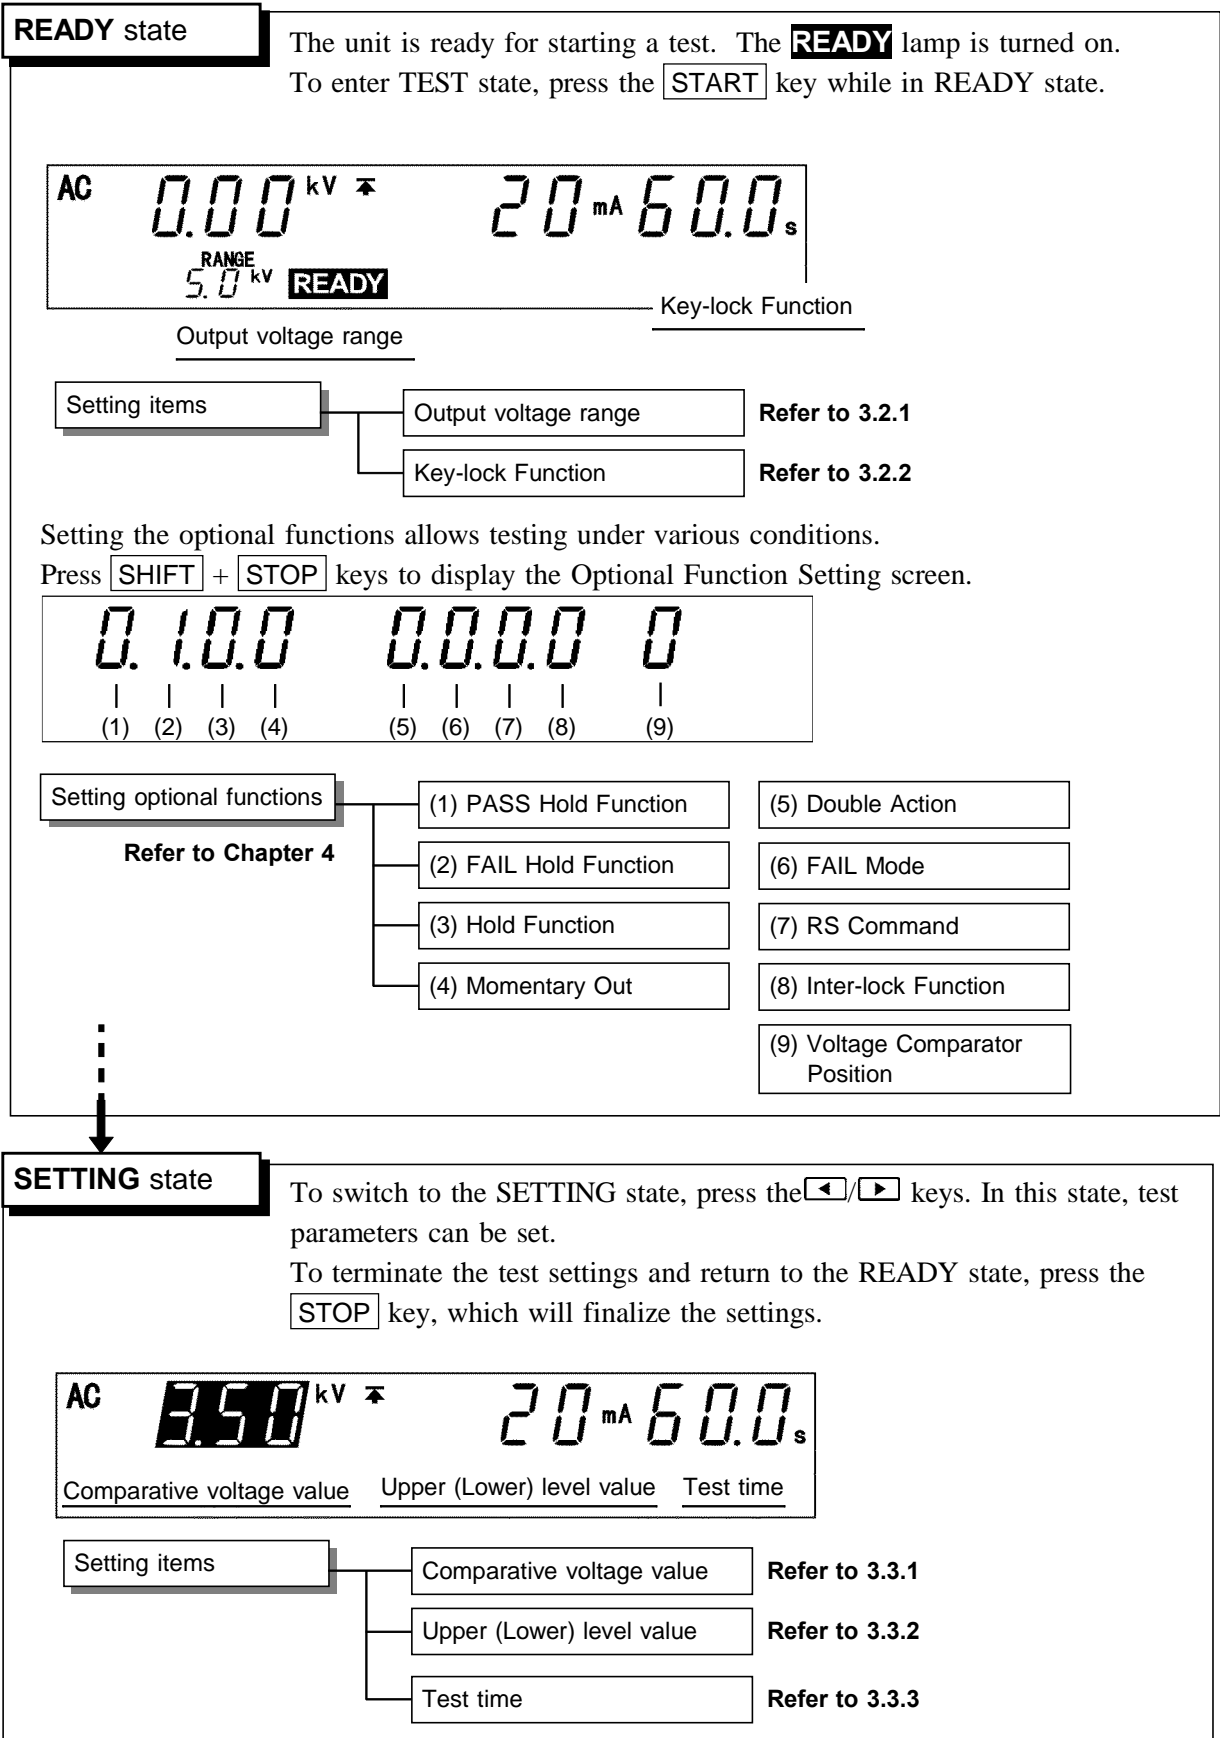 READY state
The unit is ready for starting a test. The READY lamp is turned on.
To enter TEST state, press the START key while in READY state.
AC 0.00 kV 20 mA 60.0 s
RANGE
5.0 kV READY
Key-lock Function
Output voltage range
Setting items
Output voltage range Refer to 3.2.1
Key-lock Function Refer to 3.2.2
Setting the optional functions allows testing under various conditions.
Press SHIFT + STOP keys to display the Optional Function Setting screen.
0. 1.0.0 0.0.0.0 0
(1) (2) (3) (4) (5) (6) (7) (8) (9)
Setting optional functions
Refer to Chapter 4
(1) PASS Hold Function
(2) FAIL Hold Function
(3) Hold Function
(4) Momentary Out
(5) Double Action
(6) FAIL Mode
(7) RS Command
(8) Inter-lock Function
(9) Voltage Comparator
Position
SETTING state
To switch to the SETTING state, press the ◀/▶ keys. In this state, test
parameters can be set.
To terminate the test settings and return to the READY state, press the
STOP key, which will finalize the settings.
AC 3.50 kV 20 mA 60.0 s
Comparative voltage value Upper (Lower) level value Test time
Setting items
Comparative voltage value Refer to 3.3.1
Upper (Lower) level value Refer to 3.3.2
Test time Refer to 3.3.3